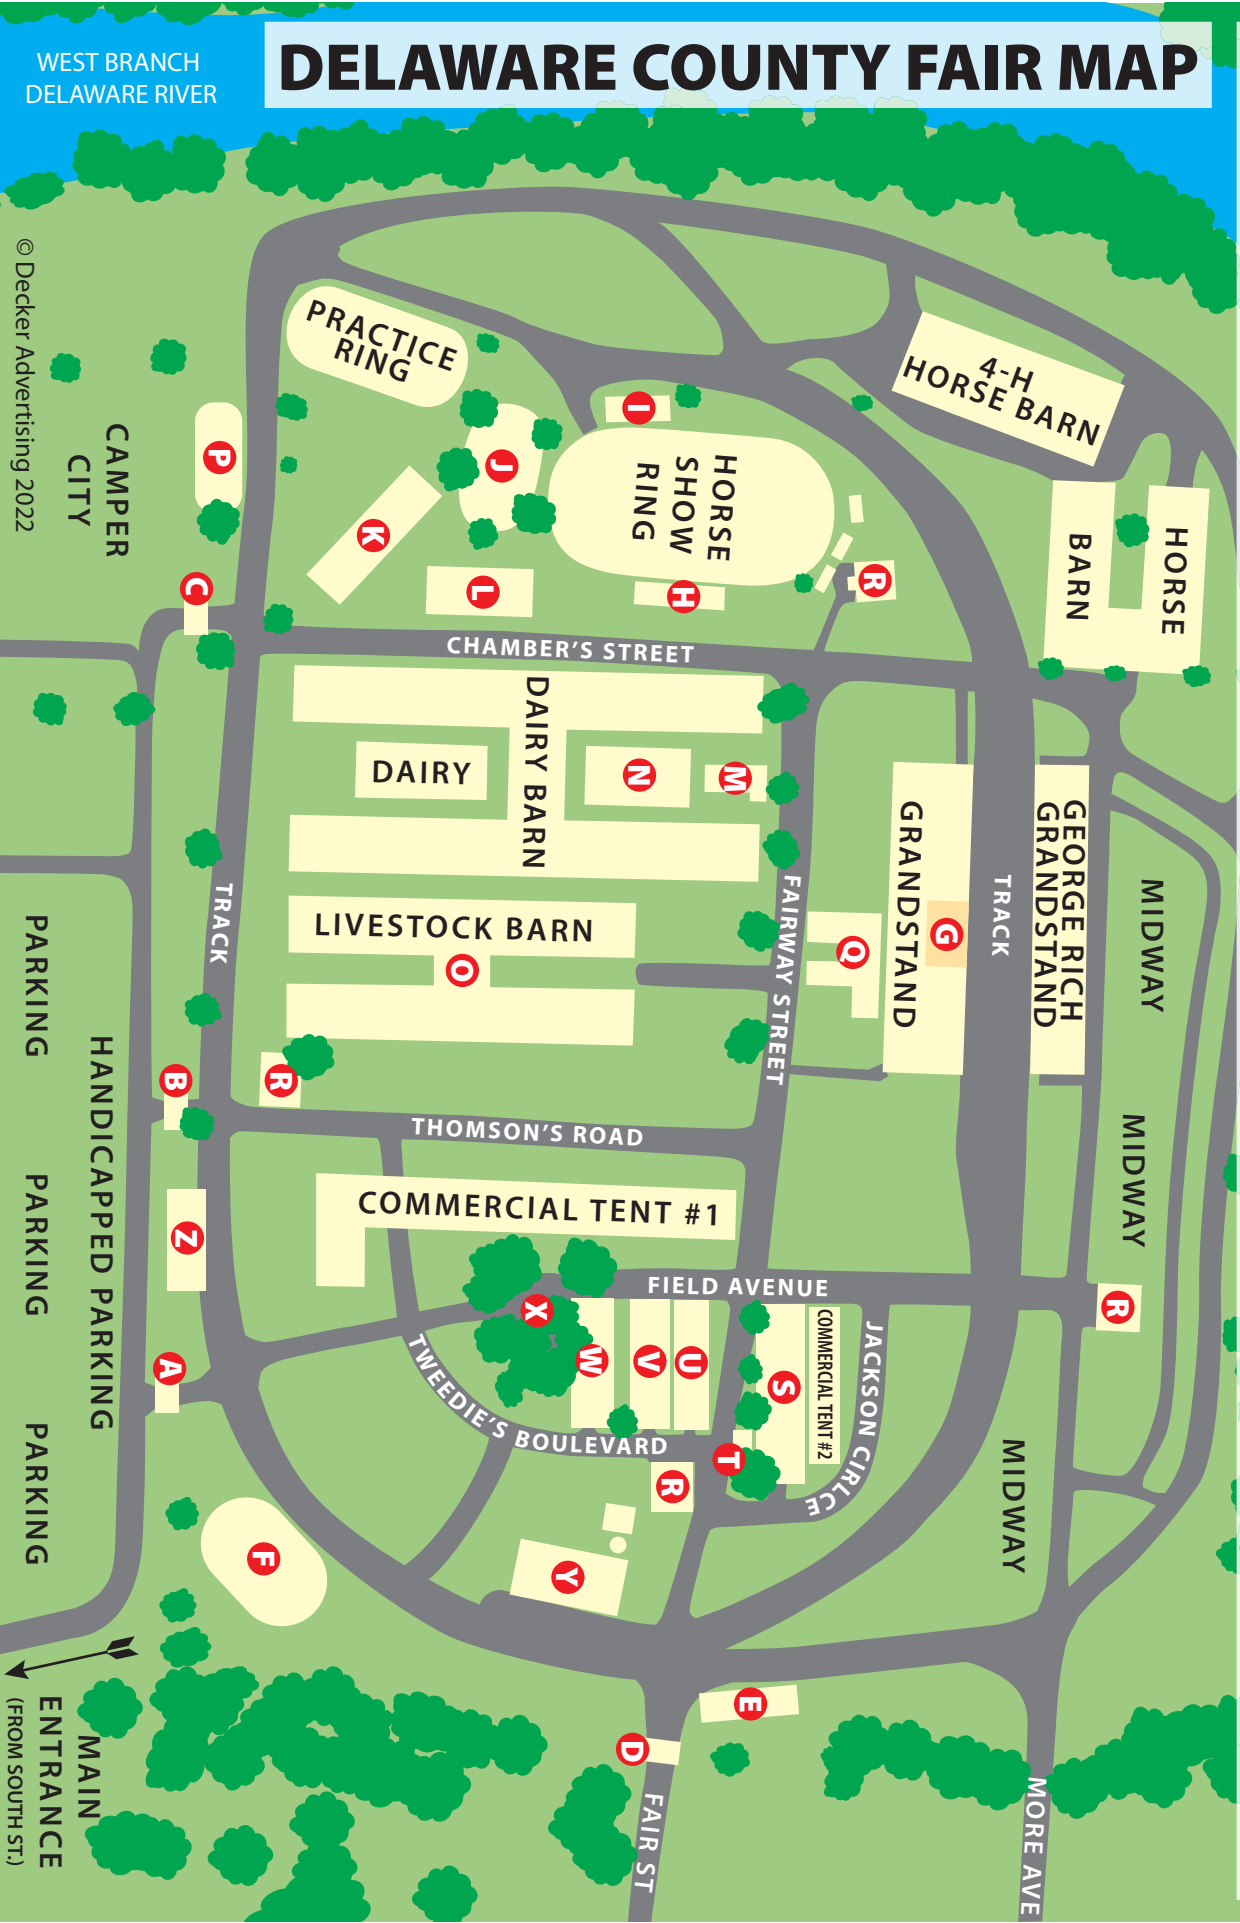 WEST BRANCH
DELAWARE RIVER
DELAWARE COUNTY FAIR MAP
© Decker Advertising 2022
CAMPER
CITY
PRACTICE
RING
4-H
HORSE BARN
HORSE
SHOW
RING
HORSE
BARN
I
J
P
K
L
H
R
C
CHAMBER'S STREET
DAIRY BARN
DAIRY
N
M
LIVESTOCK BARN
O
TRACK
FAIRWAY STREET
Q
G
GRANDSTAND
TRACK
GEORGE RICH
GRANDSTAND
MIDWAY
MIDWAY
MIDWAY
PARKING
PARKING
PARKING
HANDICAPPED PARKING
B
R
THOMSON'S ROAD
COMMERCIAL TENT #1
Z
FIELD AVENUE
R
X
W
V
U
S
COMMERCIAL TENT #2
JACKSON CIRLCE
A
TWEEDIE'S BOULEVARD
T
R
F
Y
E
D
FAIR ST
MORE AVE
MAIN
ENTRANCE
(FROM SOUTH ST.)